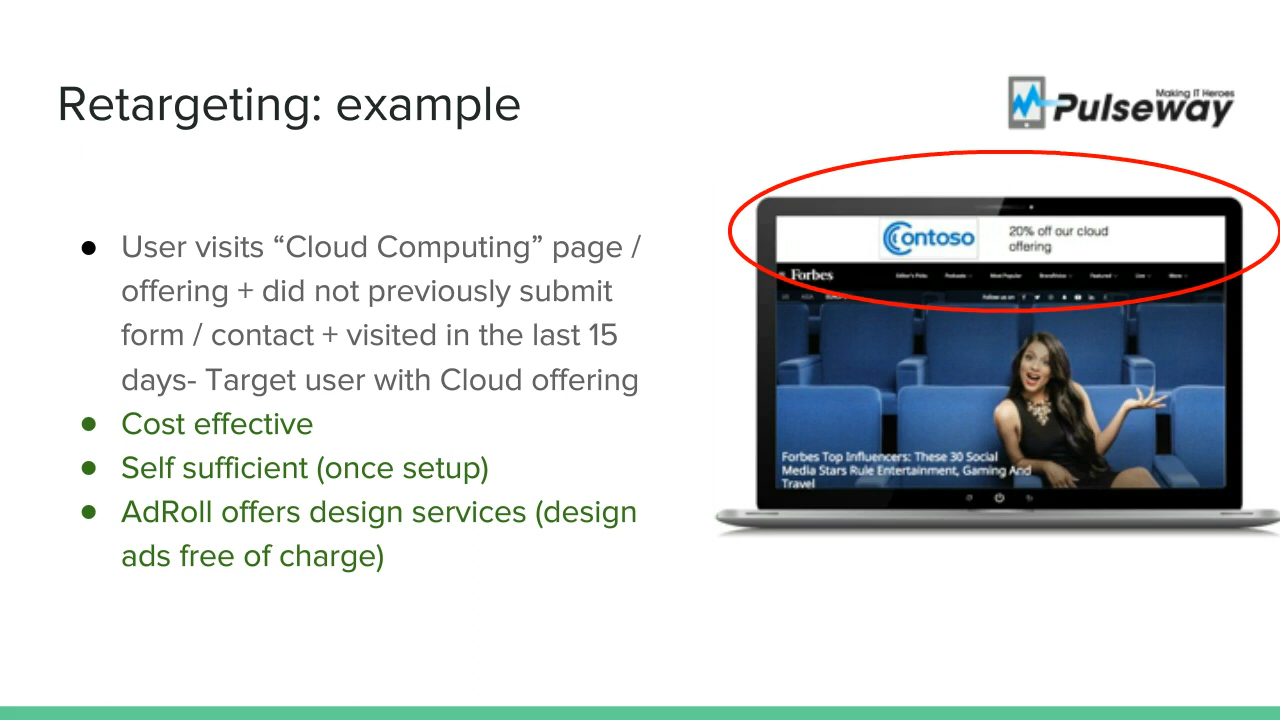 Retargeting: example
Making IT Heroes
Pulseway
User visits “Cloud Computing” page /
offering + did not previously submit
form / contact + visited in the last 15
days- Target user with Cloud offering
Cost effective
Self sufficient (once setup)
AdRoll offers design services (design
ads free of charge)
Contoso
20% off our cloud
offering
Forbes
Editor's Picks Podcasts Most Popular BrandVoice Featured Live More
US ASIA
Follow us on
Forbes Top Influencers: These 30 Social
Media Stars Rule Entertainment, Gaming And
Travel